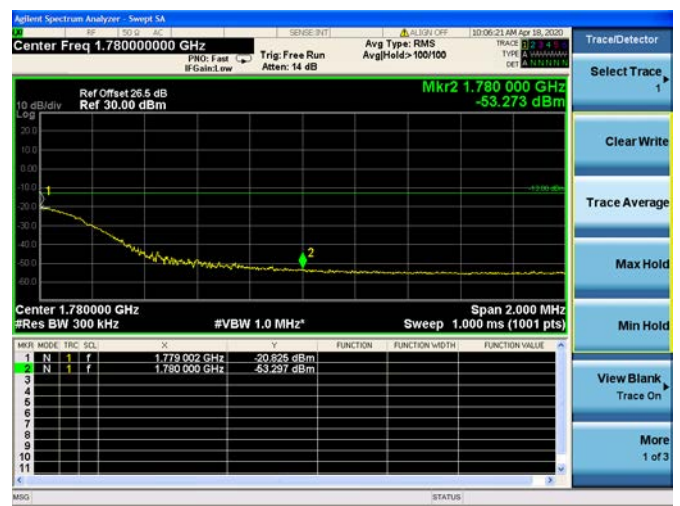 Agilent Spectrum Analyzer - Swept SA
RF 50 Ω AC SENSE:INT ALIGN OFF 10:06:21 AM Apr 18, 2020
Center Freq 1.780000000 GHz
PNO: Fast
IFGain:Low
Trig: Free Run
Atten: 14 dB
Avg Type: RMS
Avg|Hold>100/100
TRACE 1 2 3 4 5 6
TYPE A
DET A N N N N N
Ref Offset 26.5 dB
Ref 30.00 dBm
10 dB/div
Log
Mkr2 1.780 000 GHz
-53.273 dBm
20.0
10.0
0.00
-10.0
-20.0
-30.0
-40.0
-50.0
-60.0
1
2
-13.00 dBm
Center 1.780000 GHz
Span 2.000 MHz
#Res BW 300 kHz
#VBW 1.0 MHz*
Sweep 1.000 ms (1001 pts)
MKR MODE TRC SCL X Y FUNCTION FUNCTION WIDTH FUNCTION VALUE
1 N 1 f 1.779 002 GHz -20.825 dBm
2 N 1 f 1.780 000 GHz -53.297 dBm
3
4
5
6
7
8
9
10
11
MSG
STATUS
Trace/Detector
Select Trace
1
Clear Write
Trace Average
Max Hold
Min Hold
View Blank
Trace On
More
1 of 3